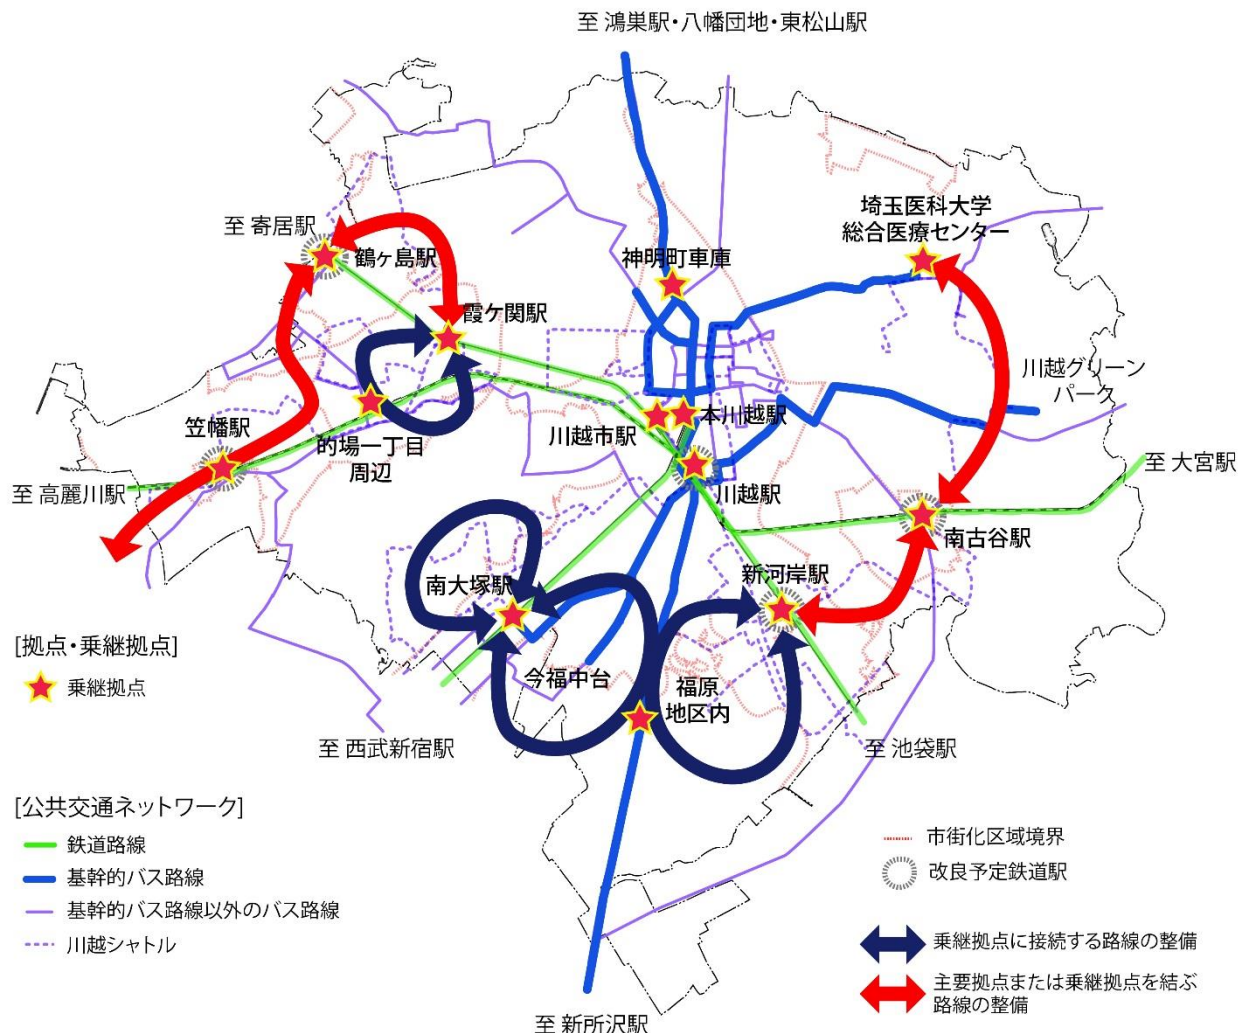 至 鴻巣駅・八幡団地・東松山駅
埼玉医科大学
総合医療センター
至 寄居駅
鶴ヶ島駅
神明町車庫
霞ケ関駅
川越グリーン
パーク
笠幡駅
的場一丁目
周辺
川越市駅
本川越駅
川越駅
至 大宮駅
至 高麗川駅
南古谷駅
南大塚駅
新河岸駅
今福中台
福原
地区内
至 西武新宿駅
至 池袋駅
至 新所沢駅
[拠点・乗継拠点]
乗継拠点
[公共交通ネットワーク]
鉄道路線
基幹的バス路線
基幹的バス路線以外のバス路線
川越シャトル
市街化区域境界
改良予定鉄道駅
乗継拠点に接続する路線の整備
主要拠点または乗継拠点を結ぶ
路線の整備